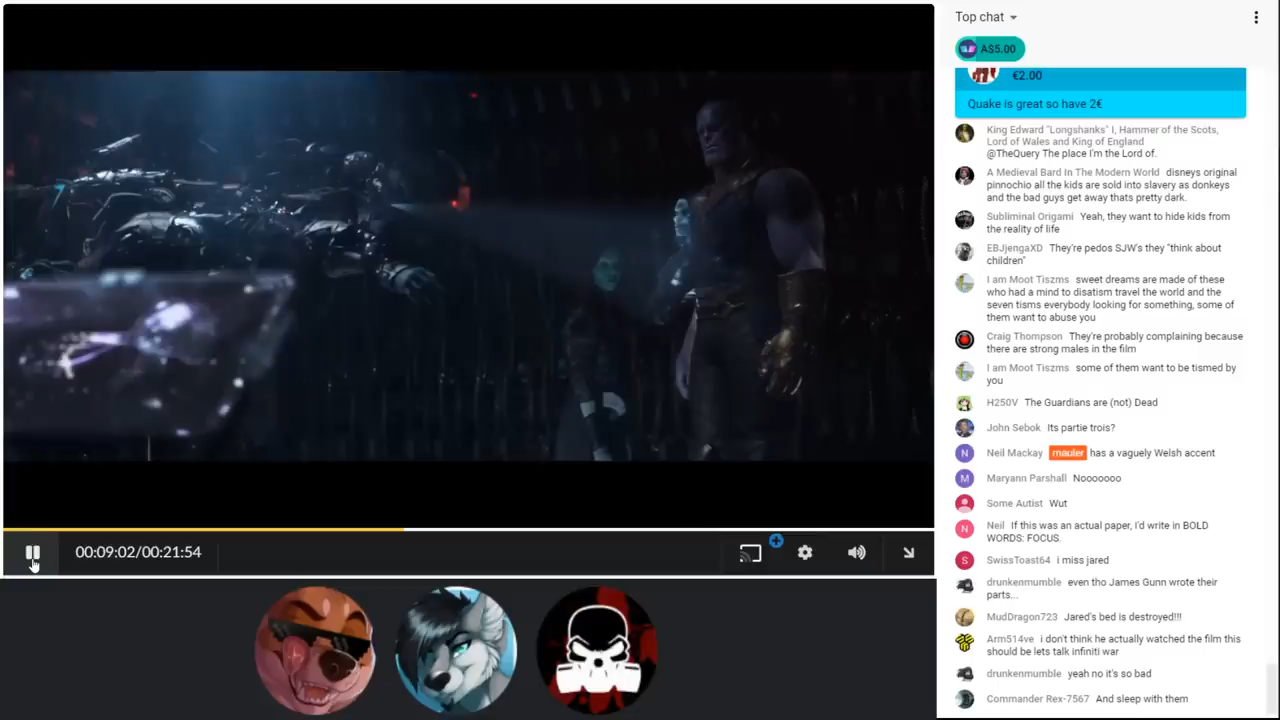 Top chat
A$5.00
€2.00
Quake is great so have 2€
King Edward "Longshanks" I, Hammer of the Scots,
Lord of Wales and King of England
@TheQuery The place I'm the Lord of.
A Medieval Bard In The Modern World disneys original
pinnochio all the kids are sold into slavery as donkeys
and the bad guys get away thats pretty dark.
Subliminal Origami Yeah, they want to hide kids from
the reality of life
EBJjengaXD They're pedos SJW's they "think about
children"
I am Moot Tiszms sweet dreams are made of these
who had a mind to disatism travel the world and the
seven tisms everybody looking for something, some of
them want to abuse you
Craig Thompson They're probably complaining because
there are strong males in the film
I am Moot Tiszms some of them want to be tismed by
you
H250V The Guardians are (not) Dead
John Sebok Its partie trois?
N Neil Mackay mauler has a vaguely Welsh accent
M Maryann Parshall Nooooooo
Some Autist Wut
N Neil If this was an actual paper, I'd write in BOLD
WORDS: FOCUS.
S SwissToast64 i miss jared
drunkenmumble even tho James Gunn wrote their
parts...
MudDragon723 Jared's bed is destroyed!!!
Arm514ve i don't think he actually watched the film this
should be lets talk infiniti war
drunkenmumble yeah no it's so bad
Commander Rex-7567 And sleep with them
00:09:02/00:21:54